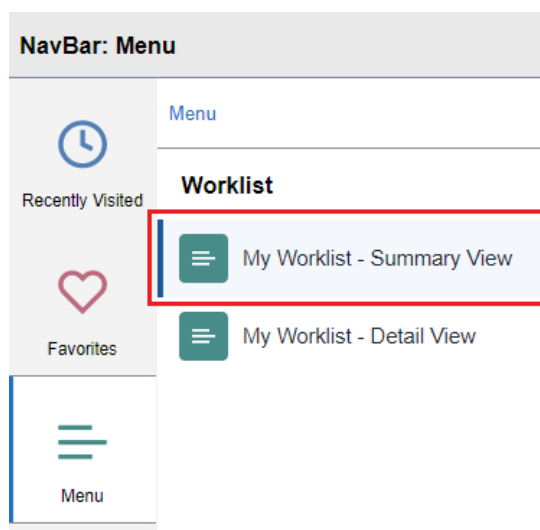 NavBar: Menu
Menu
Recently Visited
Worklist
My Worklist - Summary View
Favorites
My Worklist - Detail View
Menu